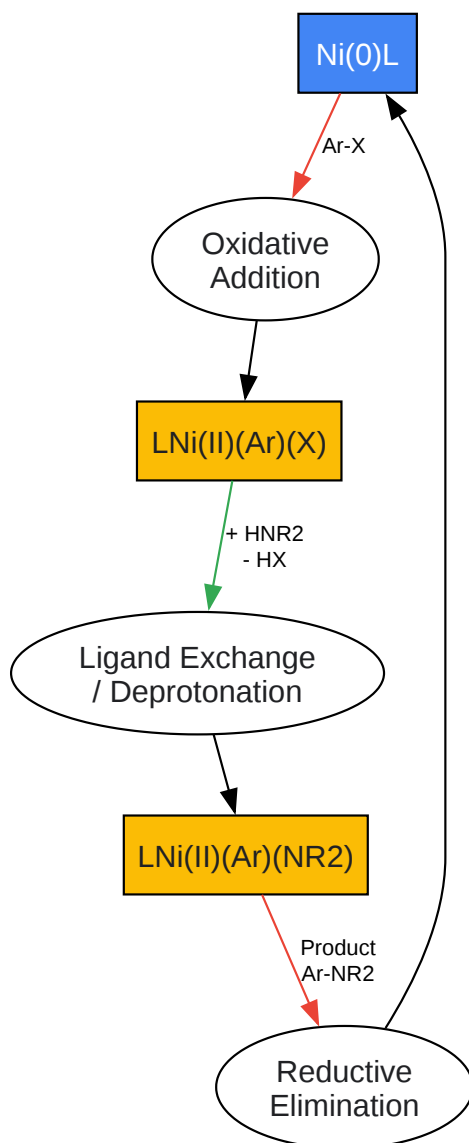 Ni(0)L
Ar-X
Oxidative
Addition
LNi(II)(Ar)(X)
+ HNR2
- HX
Ligand Exchange
/ Deprotonation
LNi(II)(Ar)(NR2)
Product
Ar-NR2
Reductive
Elimination